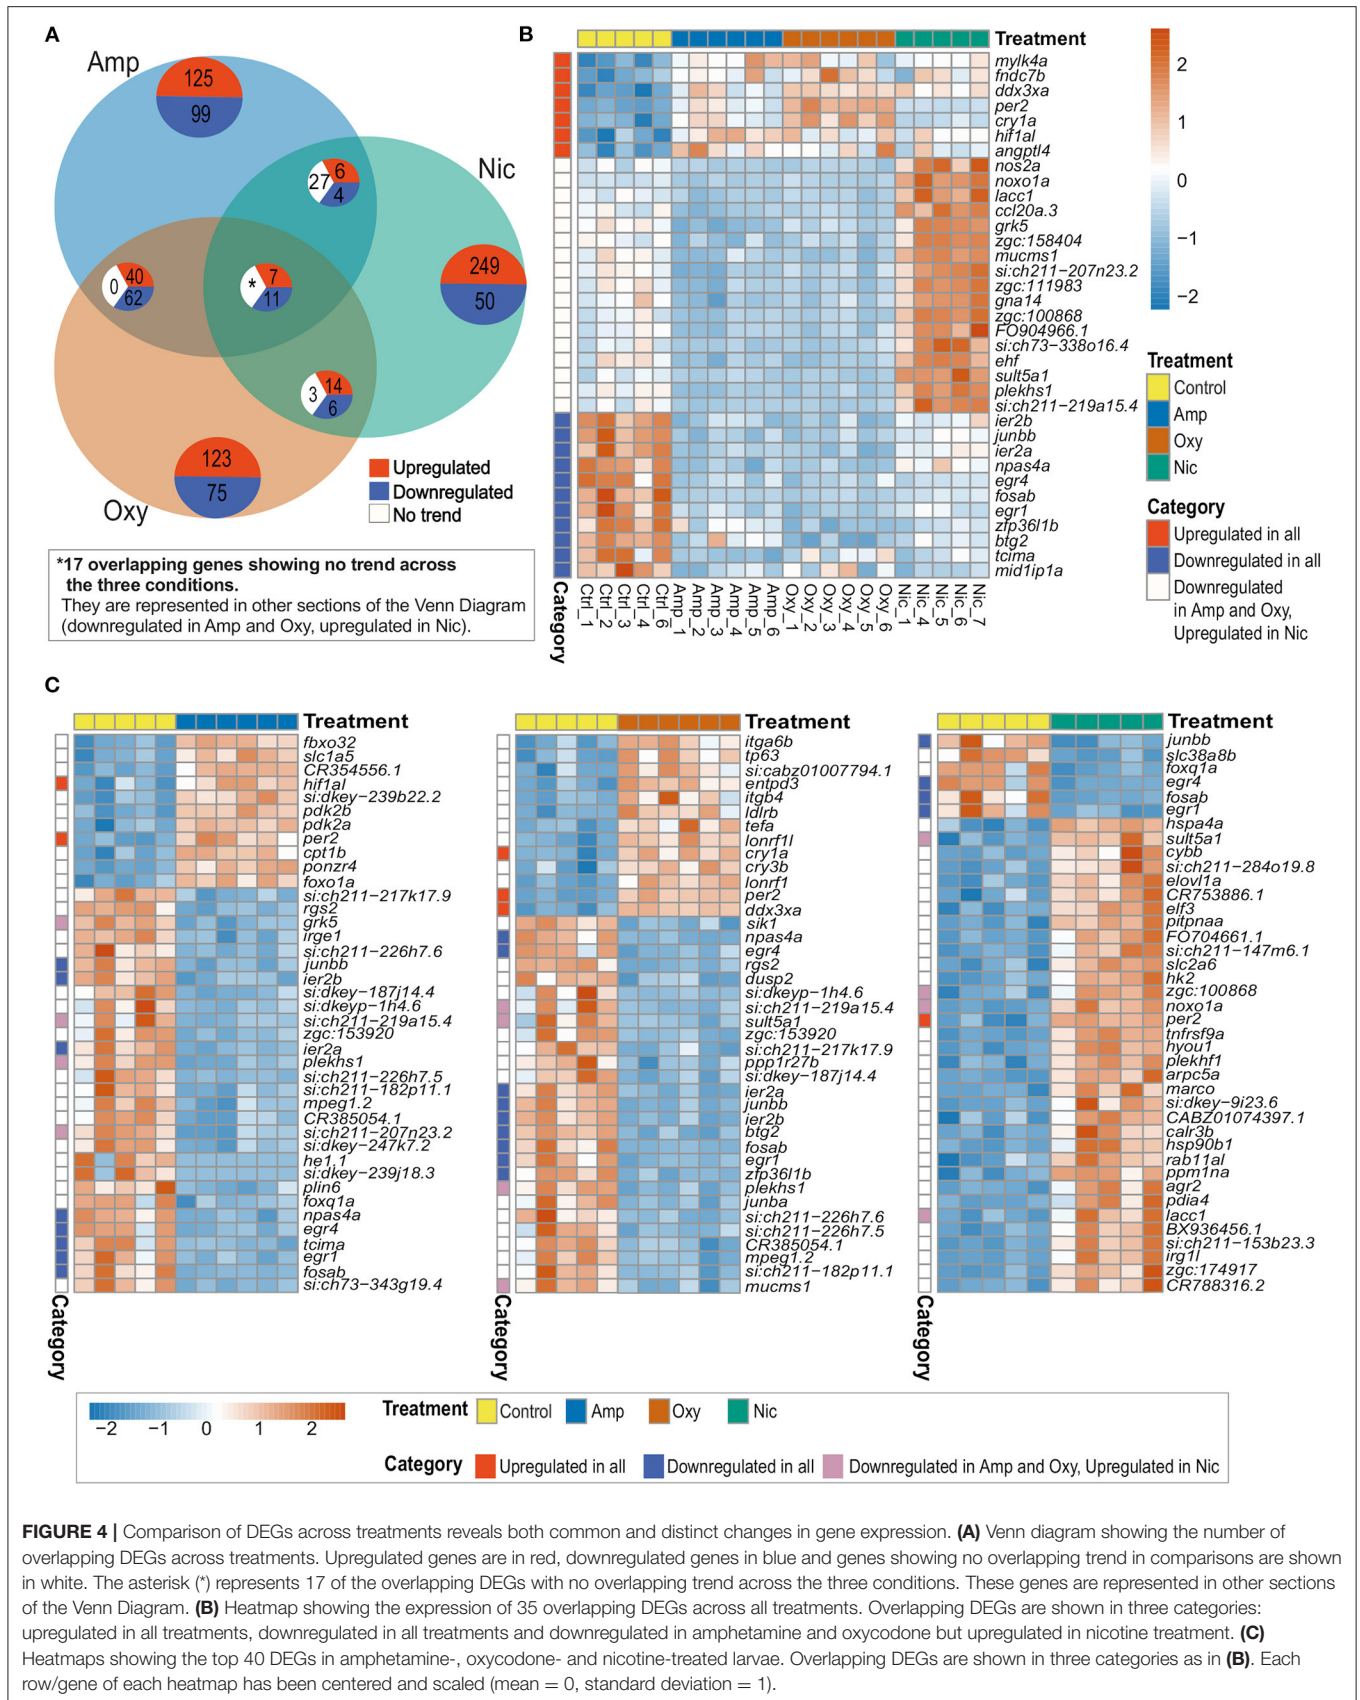 A
Amp
125
99
Nic
27
6
4
249
50
0
40
62
*
7
11
3
14
6
123
75
Oxy
Upregulated
Downregulated
No trend
*17 overlapping genes showing no trend across
the three conditions.
They are represented in other sections of the Venn Diagram
(downregulated in Amp and Oxy, upregulated in Nic).
B
Treatment
mylk4a
fndc7b
ddx3xa
per2
cry1a
hif1al
angptl4
nos2a
noxo1a
lacc1
ccl20a.3
grk5
zgc:158404
mucms1
si:ch211−207n23.2
zgc:111983
gna14
zgc:100868
FO904966.1
si:ch73−338o16.4
ehf
sult5a1
plekhs1
si:ch211−219a15.4
ier2b
junbb
ier2a
npas4a
egr4
fosab
egr1
zfp36l1b
btg2
tcima
mid1ip1a
Category
Ctrl_1
Ctrl_2
Ctrl_3
Ctrl_4
Ctrl_6
Amp_1
Amp_2
Amp_3
Amp_4
Amp_5
Amp_6
Oxy_1
Oxy_2
Oxy_3
Oxy_4
Oxy_5
Oxy_6
Nic_1
Nic_4
Nic_5
Nic_6
Nic_7
2
1
0
−1
−2
Treatment
Control
Amp
Oxy
Nic
Category
Upregulated in all
Downregulated in all
Downregulated
in Amp and Oxy,
Upregulated in Nic
C
Treatment
fbxo32
slc1a5
CR354556.1
hif1al
si:dkey−239b22.2
pdk2b
pdk2a
per2
cpt1b
ponzr4
foxo1a
si:ch211−217k17.9
rgs2
grk5
irge1
si:ch211−226h7.6
junbb
ier2b
si:dkey−187j14.4
si:dkeyp−1h4.6
si:ch211−219a15.4
zgc:153920
ier2a
plekhs1
si:ch211−226h7.5
si:ch211−182p11.1
mpeg1.2
CR385054.1
si:ch211−207n23.2
si:dkey−247k7.2
he1.1
si:dkey−239j18.3
plin6
foxq1a
npas4a
egr4
tcima
egr1
fosab
si:ch73−343g19.4
Category
Treatment
itga6b
tp63
si:cabz01007794.1
entpd3
itgb4
ldlrb
tefa
lonrf1l
cry1a
cry3b
lonrf1
per2
ddx3xa
sik1
npas4a
egr4
rgs2
dusp2
si:dkeyp−1h4.6
si:ch211−219a15.4
sult5a1
zgc:153920
si:ch211−217k17.9
ppp1r27b
si:dkey−187j14.4
ier2a
junbb
ier2b
btg2
fosab
egr1
zfp36l1b
plekhs1
junba
si:ch211−226h7.6
si:ch211−226h7.5
CR385054.1
mpeg1.2
si:ch211−182p11.1
mucms1
Category
Treatment
junbb
slc38a8b
foxq1a
egr4
fosab
egr1
hspa4a
sult5a1
cybb
si:ch211−284o19.8
elovl1a
CR753886.1
elf3
pitpnaa
FO704661.1
si:ch211−147m6.1
slc2a6
hk2
zgc:100868
noxo1a
per2
tnfrsf9a
hyou1
plekhf1
arpc5a
marco
si:dkey−9i23.6
CABZ01074397.1
calr3b
hsp90b1
rab11al
ppm1na
agr2
pdia4
lacc1
BX936456.1
si:ch211−153b23.3
irg1l
zgc:174917
CR788316.2
Category
−2 −1 0 1 2
Treatment Control Amp Oxy Nic
Category Upregulated in all Downregulated in all Downregulated in Amp and Oxy, Upregulated in Nic
FIGURE 4 | Comparison of DEGs across treatments reveals both common and distinct changes in gene expression. (A) Venn diagram showing the number of
overlapping DEGs across treatments. Upregulated genes are in red, downregulated genes in blue and genes showing no overlapping trend in comparisons are shown
in white. The asterisk (*) represents 17 of the overlapping DEGs with no overlapping trend across the three conditions. These genes are represented in other sections
of the Venn Diagram. (B) Heatmap showing the expression of 35 overlapping DEGs across all treatments. Overlapping DEGs are shown in three categories:
upregulated in all treatments, downregulated in all treatments and downregulated in amphetamine and oxycodone but upregulated in nicotine treatment. (C)
Heatmaps showing the top 40 DEGs in amphetamine-, oxycodone- and nicotine-treated larvae. Overlapping DEGs are shown in three categories as in (B). Each
row/gene of each heatmap has been centered and scaled (mean = 0, standard deviation = 1).